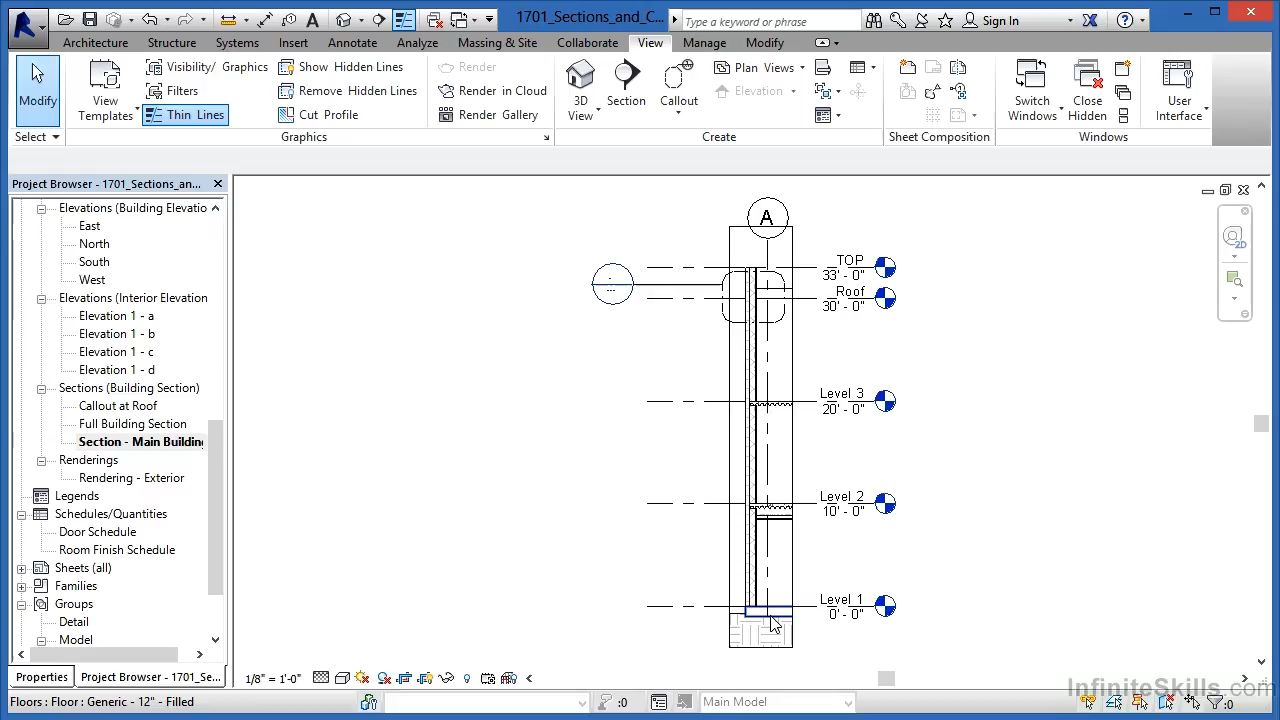 1701_Sections_and_C...
Type a keyword or phrase
Sign In
Architecture
Structure
Systems
Insert
Annotate
Analyze
Massing & Site
Collaborate
View
Manage
Modify
Modify
Select
View
Templates
Visibility/ Graphics
Filters
Thin Lines
Show Hidden Lines
Remove Hidden Lines
Cut Profile
Graphics
Render
Render in Cloud
Render Gallery
3D
View
Section
Callout
Plan Views
Elevation
Create
Sheet Composition
Switch
Windows
Close
Hidden
User
Interface
Windows
Project Browser - 1701_Sections_an...
Elevations (Building Elevatio
East
North
South
West
Elevations (Interior Elevation
Elevation 1 - a
Elevation 1 - b
Elevation 1 - c
Elevation 1 - d
Sections (Building Section)
Callout at Roof
Full Building Section
Section - Main Building
Renderings
Rendering - Exterior
Legends
Schedules/Quantities
Door Schedule
Room Finish Schedule
Sheets (all)
Families
Groups
Detail
Model
Properties
Project Browser - 1701_Se...
A
TOP
33' - 0"
Roof
30' - 0"
Level 3
20' - 0"
Level 2
10' - 0"
Level 1
0' - 0"
2D
1/8" = 1'-0"
Floors : Floor : Generic - 12" - Filled
:0
Main Model
:0
InfiniteSkills.com